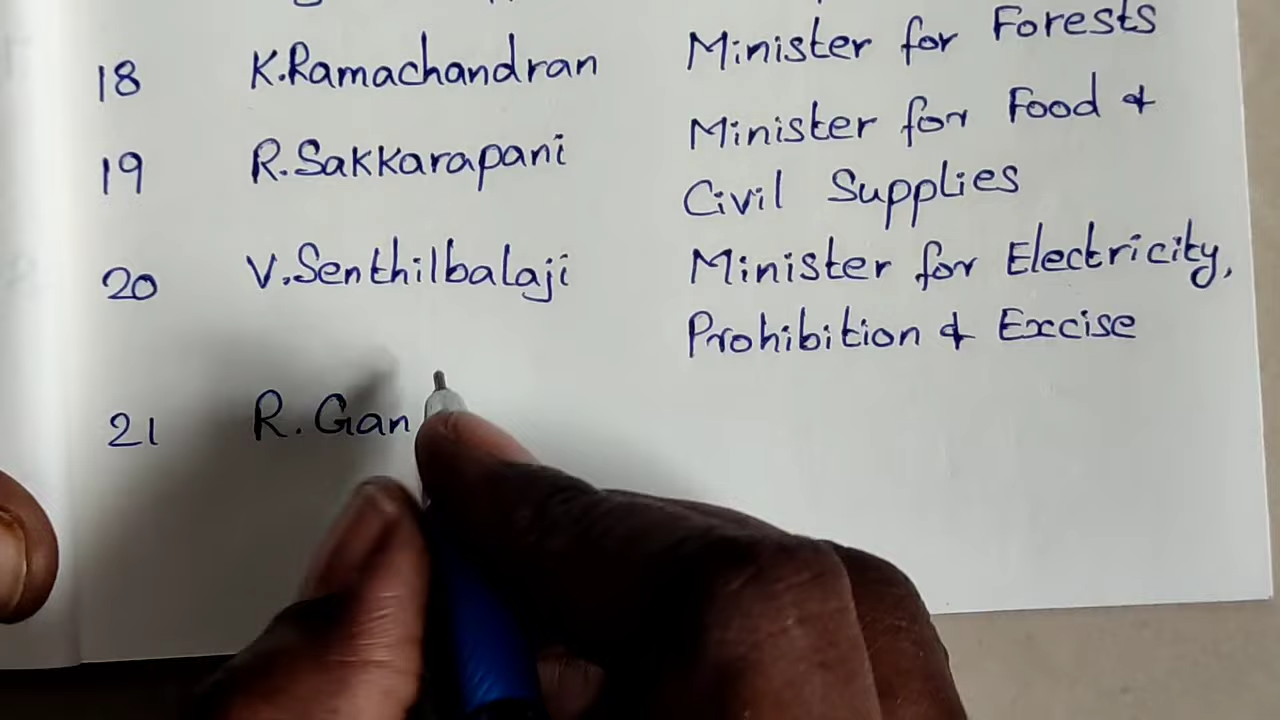 18 K.Ramachandran Minister for Forests
19 R.Sakkarapani Minister for Food &
Civil Supplies
20 V.Senthilbalaji Minister for Electricity,
Prohibition & Excise
21 R.Gan